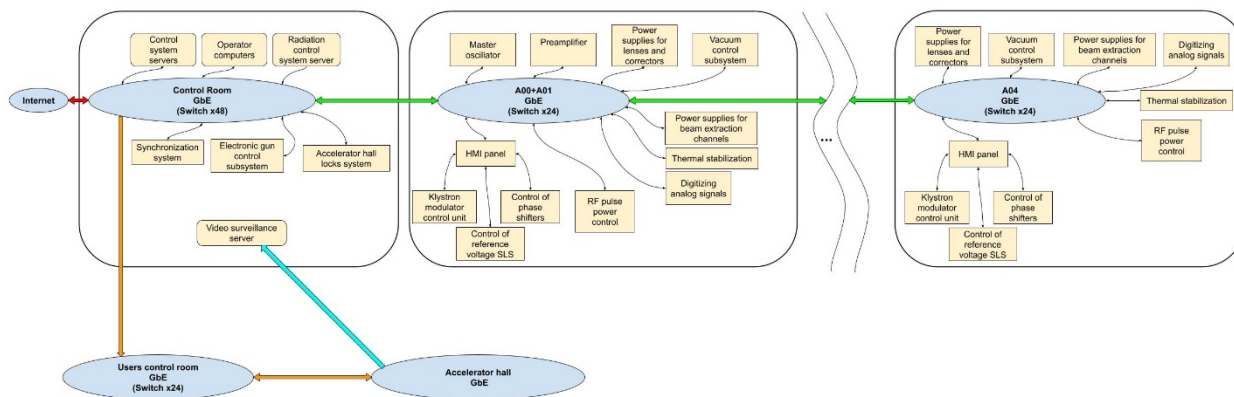 Control
system
servers
Operator
computers
Radiation
control
system server
Internet
Control Room
GbE
(Switch x48)
Synchronization
system
Electronic gun
control
subsystem
Accelerator hall
locks system
Video surveillance
server
Master
oscillator
Preamplifier
Power
supplies for
lenses and
correctors
Vacuum
control
subsystem
A00+A01
GbE
(Switch x24)
Power supplies for
beam extraction
channels
Thermal stabilization
Digitizing
analog signals
HMI panel
Klystron
modulator
control unit
Control of
phase
shifters
RF pulse
power
control
Control of
reference
voltage SLS
...
Power
supplies for
lenses and
correctors
Vacuum
control
subsystem
Power supplies for
beam extraction
channels
Digitizing
analog signals
A04
GbE
(Switch x24)
Thermal stabilization
RF pulse
power
control
HMI panel
Klystron
modulator
control unit
Control of
phase
shifters
Control of
reference
voltage SLS
Users control room
GbE
(Switch x24)
Accelerator hall
GbE